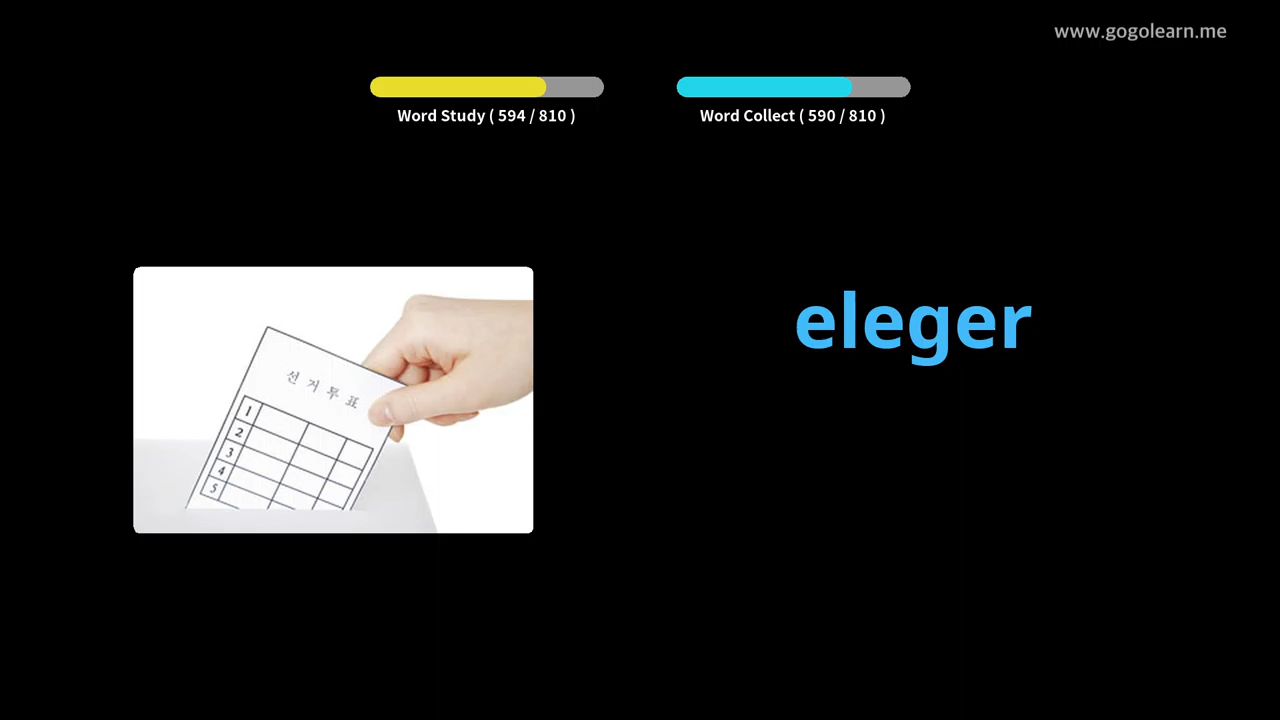 www.gogolearn.me
Word Study ( 594 / 810 )
Word Collect ( 590 / 810 )
eleger
선거투표
1
2
3
4
5